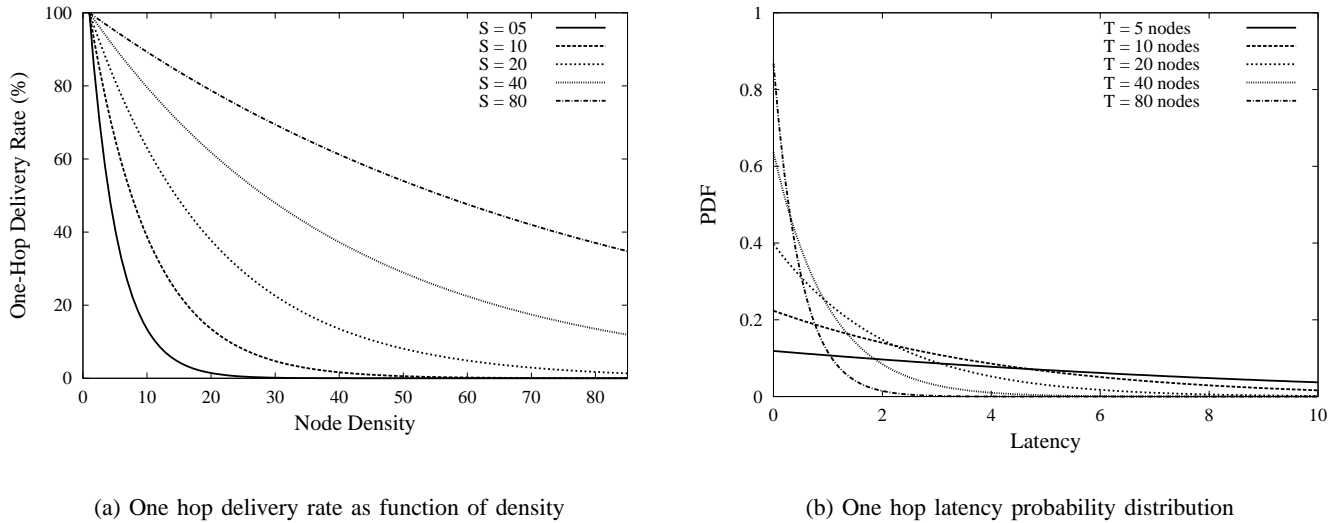 100
80
60
40
20
0
One-Hop Delivery Rate (%)
0 10 20 30 40 50 60 70 80
Node Density
S = 05
S = 10
S = 20
S = 40
S = 80
(a) One hop delivery rate as function of density
1
0.8
0.6
0.4
0.2
0
PDF
0 2 4 6 8 10
Latency
T = 5 nodes
T = 10 nodes
T = 20 nodes
T = 40 nodes
T = 80 nodes
(b) One hop latency probability distribution